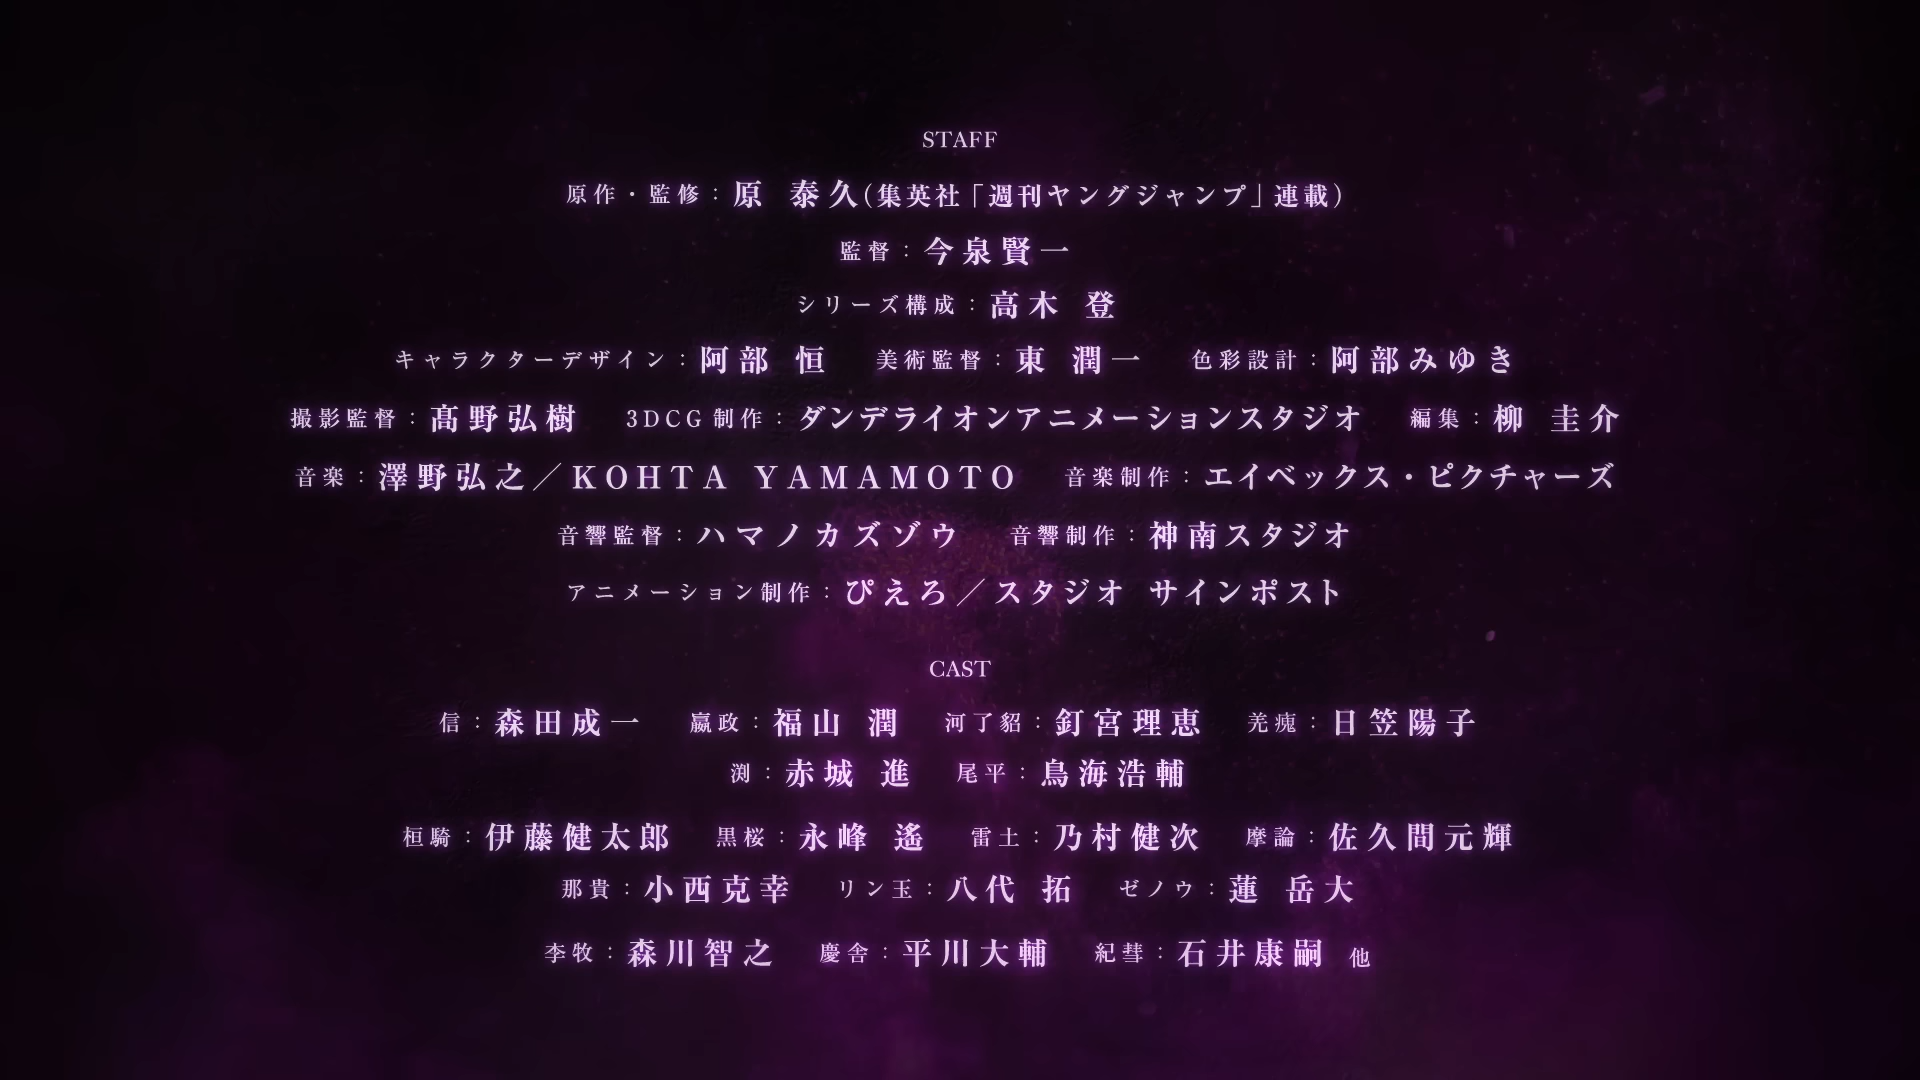 STAFF
原作・監修：原 泰久(集英社「週刊ヤングジャンプ」連載)
監督：今泉賢一
シリーズ構成：高木 登
キャラクターデザイン：阿部 恒 美術監督：東 潤一 色彩設計：阿部みゆき
撮影監督：髙野弘樹 3DCG制作：ダンデライオンアニメーションスタジオ 編集：柳 圭介
音楽：澤野弘之／KOHTA YAMAMOTO 音楽制作：エイベックス・ピクチャーズ
音響監督：ハマノカズゾウ 音響制作：神南スタジオ
アニメーション制作：ぴえろ／スタジオ サインポスト
CAST
信：森田成一 嬴政：福山 潤 河了貂：釘宮理恵 羌瘣：日笠陽子
渕：赤城 進 尾平：鳥海浩輔
桓騎：伊藤健太郎 黒桜：永峰 遙 雷土：乃村健次 摩論：佐久間元輝
那貴：小西克幸 リン玉：八代 拓 ゼノウ：蓮 岳大
李牧：森川智之 慶舎：平川大輔 紀彗：石井康嗣 他